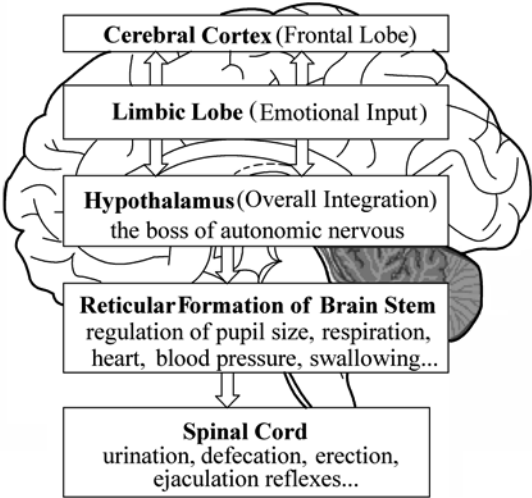 Cerebral Cortex (Frontal Lobe)
Limbic Lobe (Emotional Input)
Hypothalamus (Overall Integration)
the boss of autonomic nervous
Reticular Formation of Brain Stem
regulation of pupil size, respiration,
heart, blood pressure, swallowing...
Spinal Cord
urination, defecation, erection,
ejaculation reflexes...